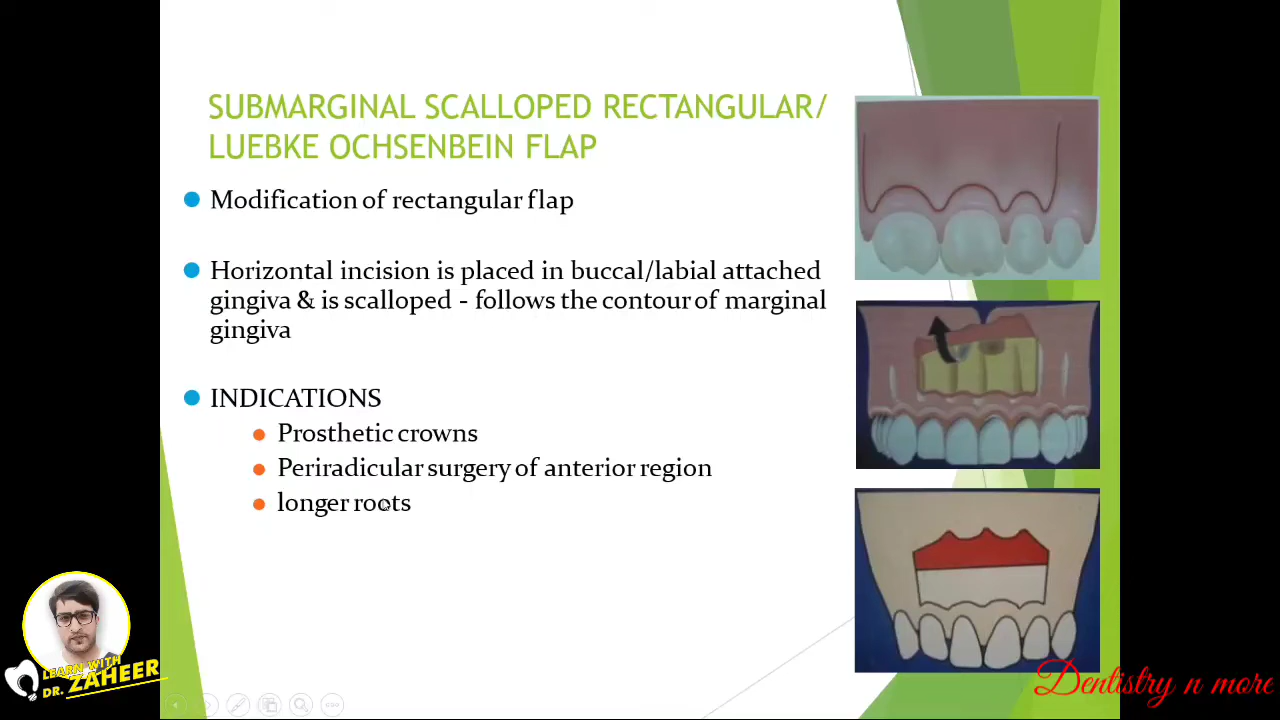 SUBMARGINAL SCALLOPED RECTANGULAR/
LUEBKE OCHSENBEIN FLAP
Modification of rectangular flap
Horizontal incision is placed in buccal/labial attached
gingiva & is scalloped - follows the contour of marginal
gingiva
INDICATIONS
Prosthetic crowns
Periradicular surgery of anterior region
longer roots
LEARN WITH
DR. ZAHEER
Dentistry n more